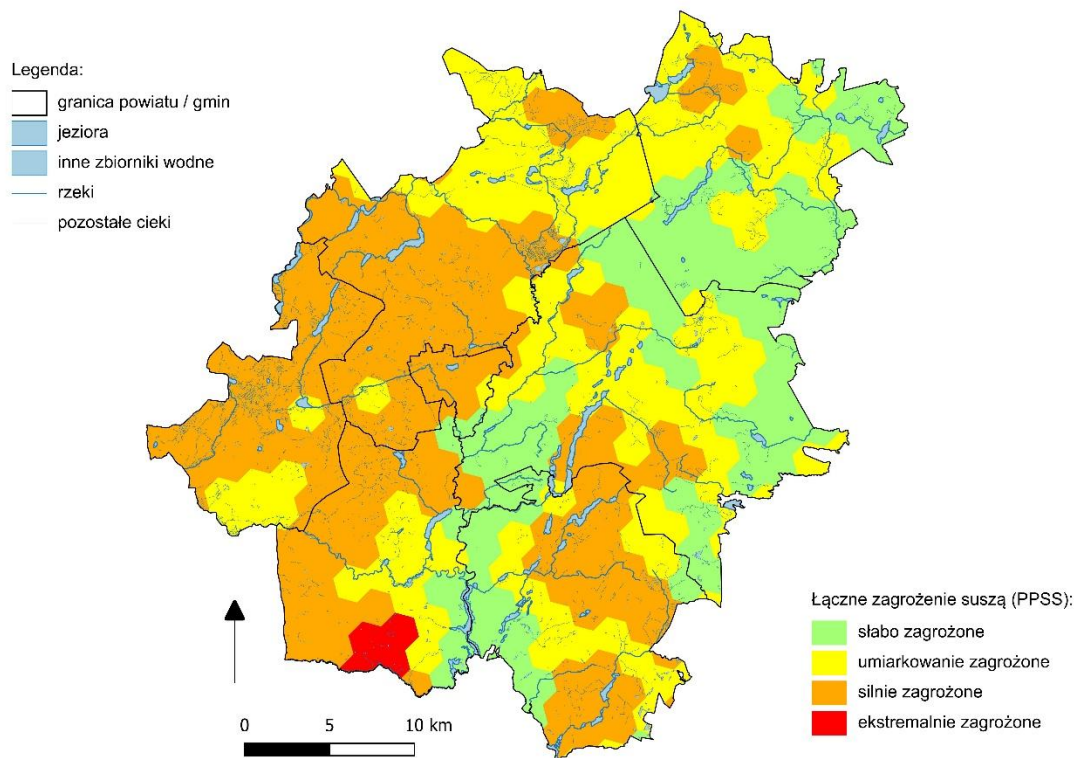 Legenda:
granica powiatu / gmin
jeziora
inne zbiorniki wodne
rzeki
pozostałe cieki
0 5 10 km
Łączne zagrożenie suszą (PPSS):
słabo zagrożone
umiarkowanie zagrożone
silnie zagrożone
ekstremalnie zagrożone